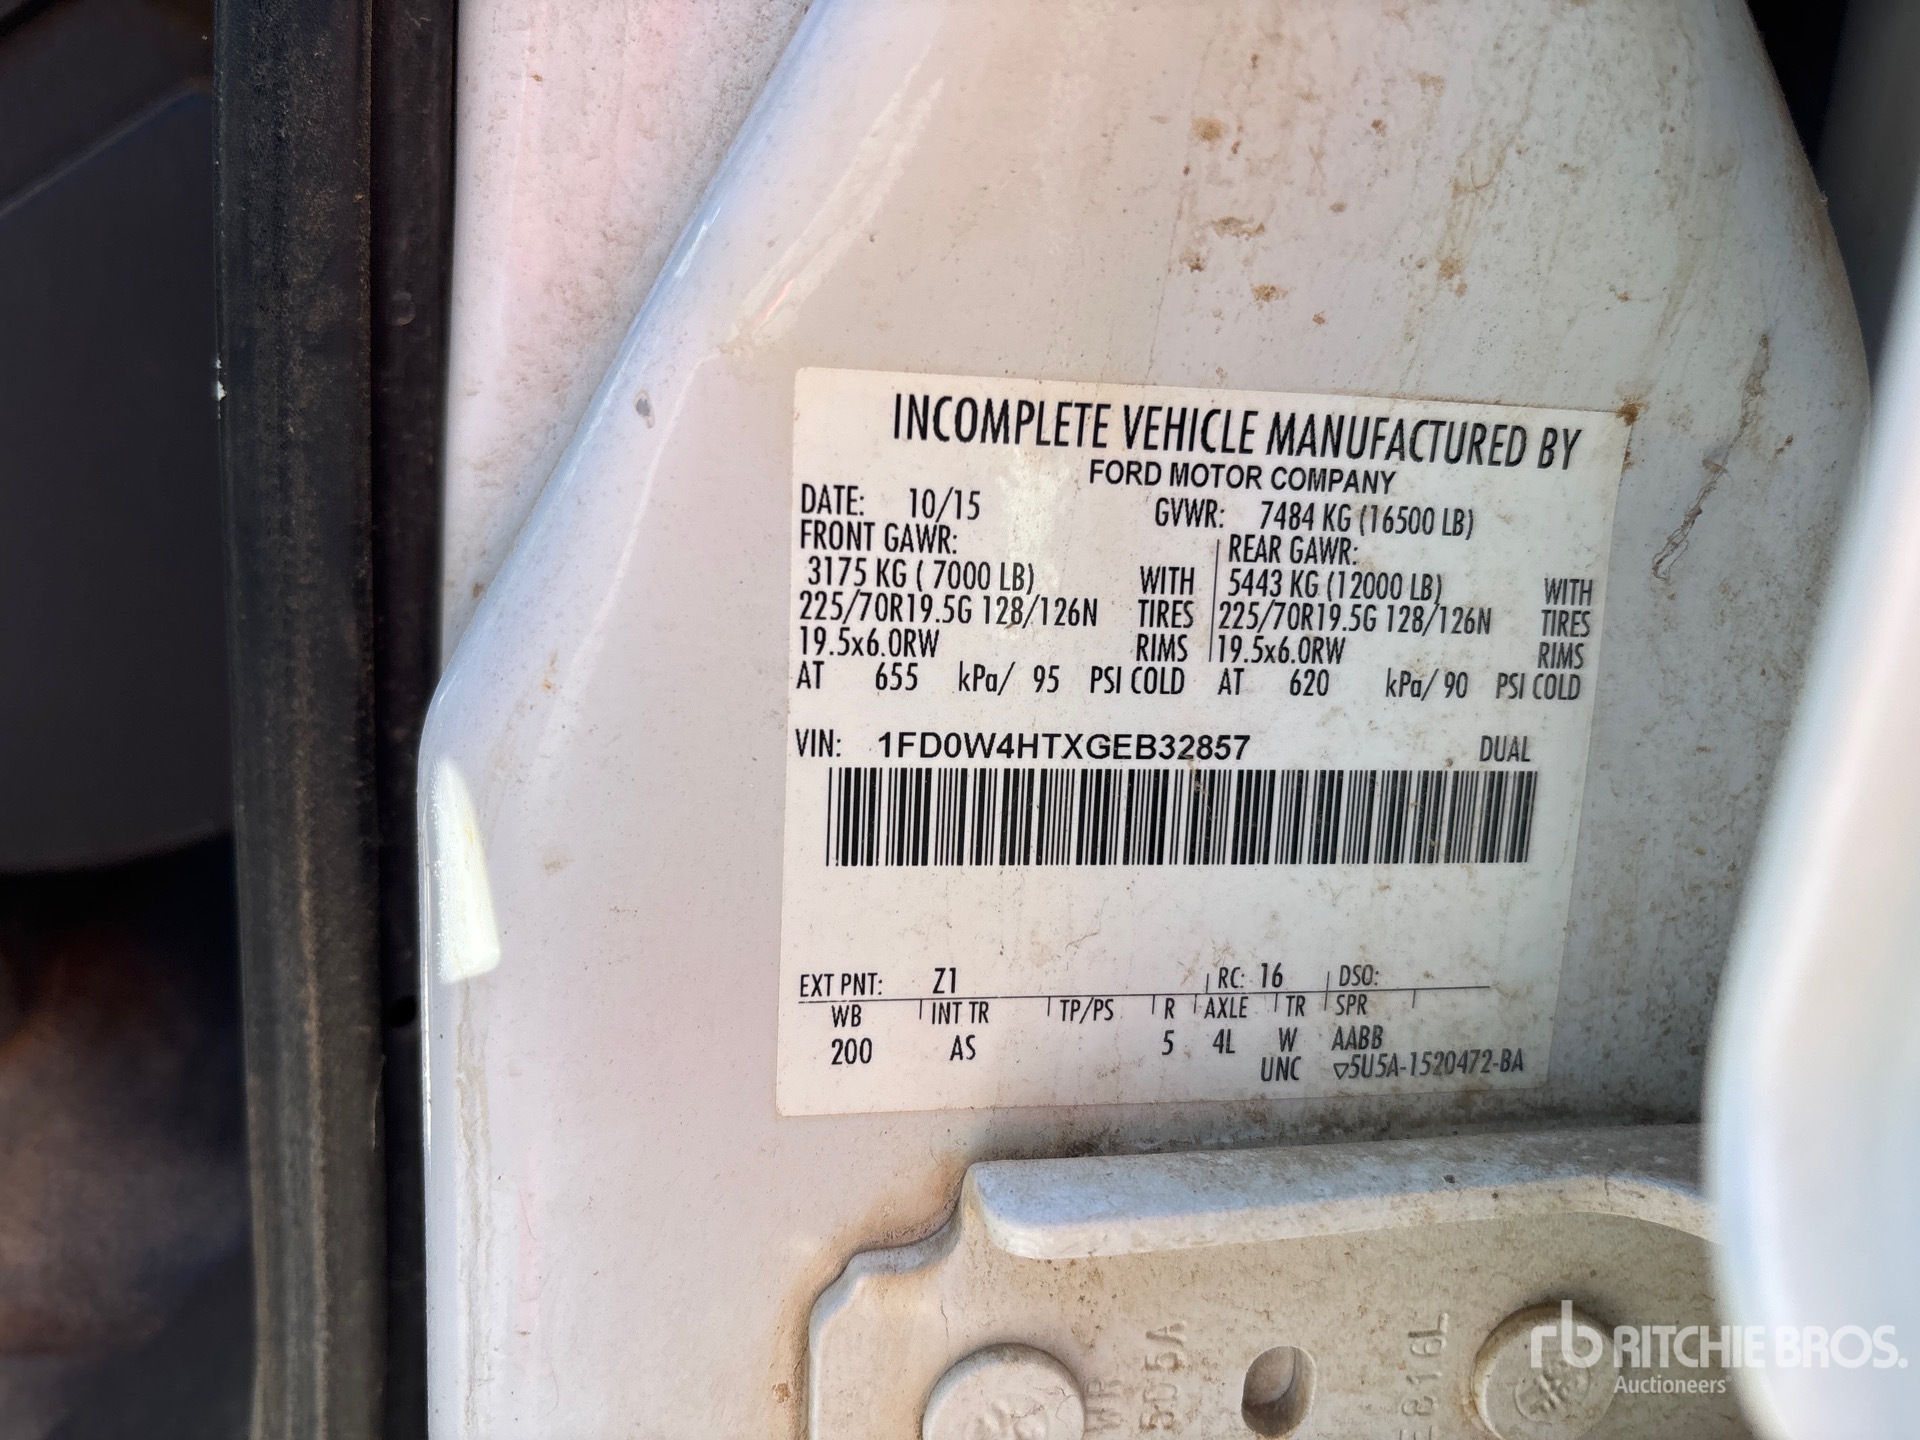 INCOMPLETE VEHICLE MANUFACTURED BY
FORD MOTOR COMPANY
DATE: 10/15 GVWR: 7484 KG (16500 LB)
FRONT GAWR: REAR GAWR:
3175 KG ( 7000 LB) WITH 5443 KG (12000 LB) WITH
225/70R19.5G 128/126N TIRES 225/70R19.5G 128/126N TIRES
19.5x6.0RW RIMS 19.5x6.0RW RIMS
AT 655 kPa/ 95 PSI COLD AT 620 kPa/ 90 PSI COLD
VIN: 1FD0W4HTXGEB32857 DUAL
EXT PNT: Z1 RC: 16 DSO:
WB INT TR TP/PS R AXLE TR SPR
200 AS 5 4L W AABB
UNC ▽5U5A-1520472-BA
rb RITCHIE BROS.
Auctioneers